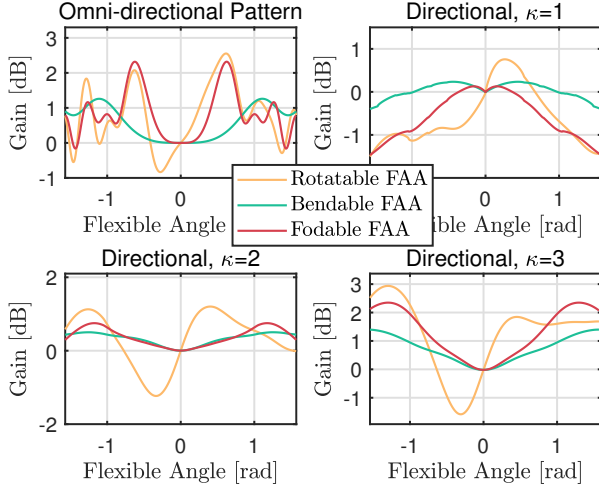 Omni-directional Pattern
Directional, κ=1
Gain [dB]
3
2
1
0
-1
-1
0
1
Flexible Angle
Gain [dB]
1
0
-1
-1
0
1
Flexible Angle [rad]
Rotatable FAA
Bendable FAA
Fodable FAA
Directional, κ=2
Directional, κ=3
Gain [dB]
2
0
-2
-1
0
1
Flexible Angle [rad]
Gain [dB]
3
2
1
0
-1
-1
0
1
Flexible Angle [rad]